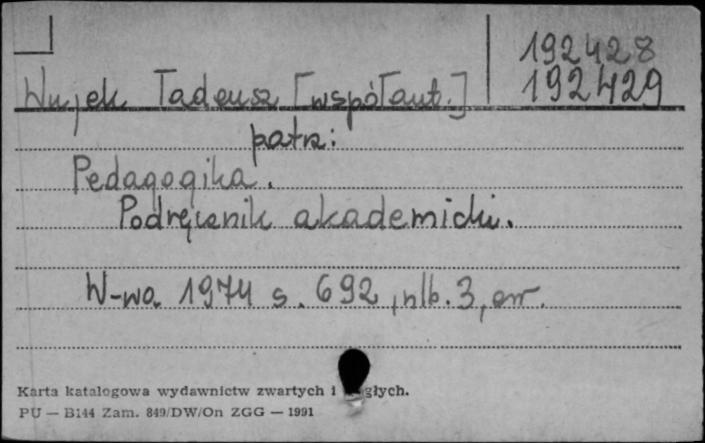 192428
Wujek Tadeusz [współaut.] 192429
patrz:
Pedagogika.
Podręcznik akademicki.
W-wa 1974 s. 692, nlb. 3, err.
Karta katalogowa wydawnictw zwartych i
PU — B144 Zam. 849/DW/On ZGG — 1991